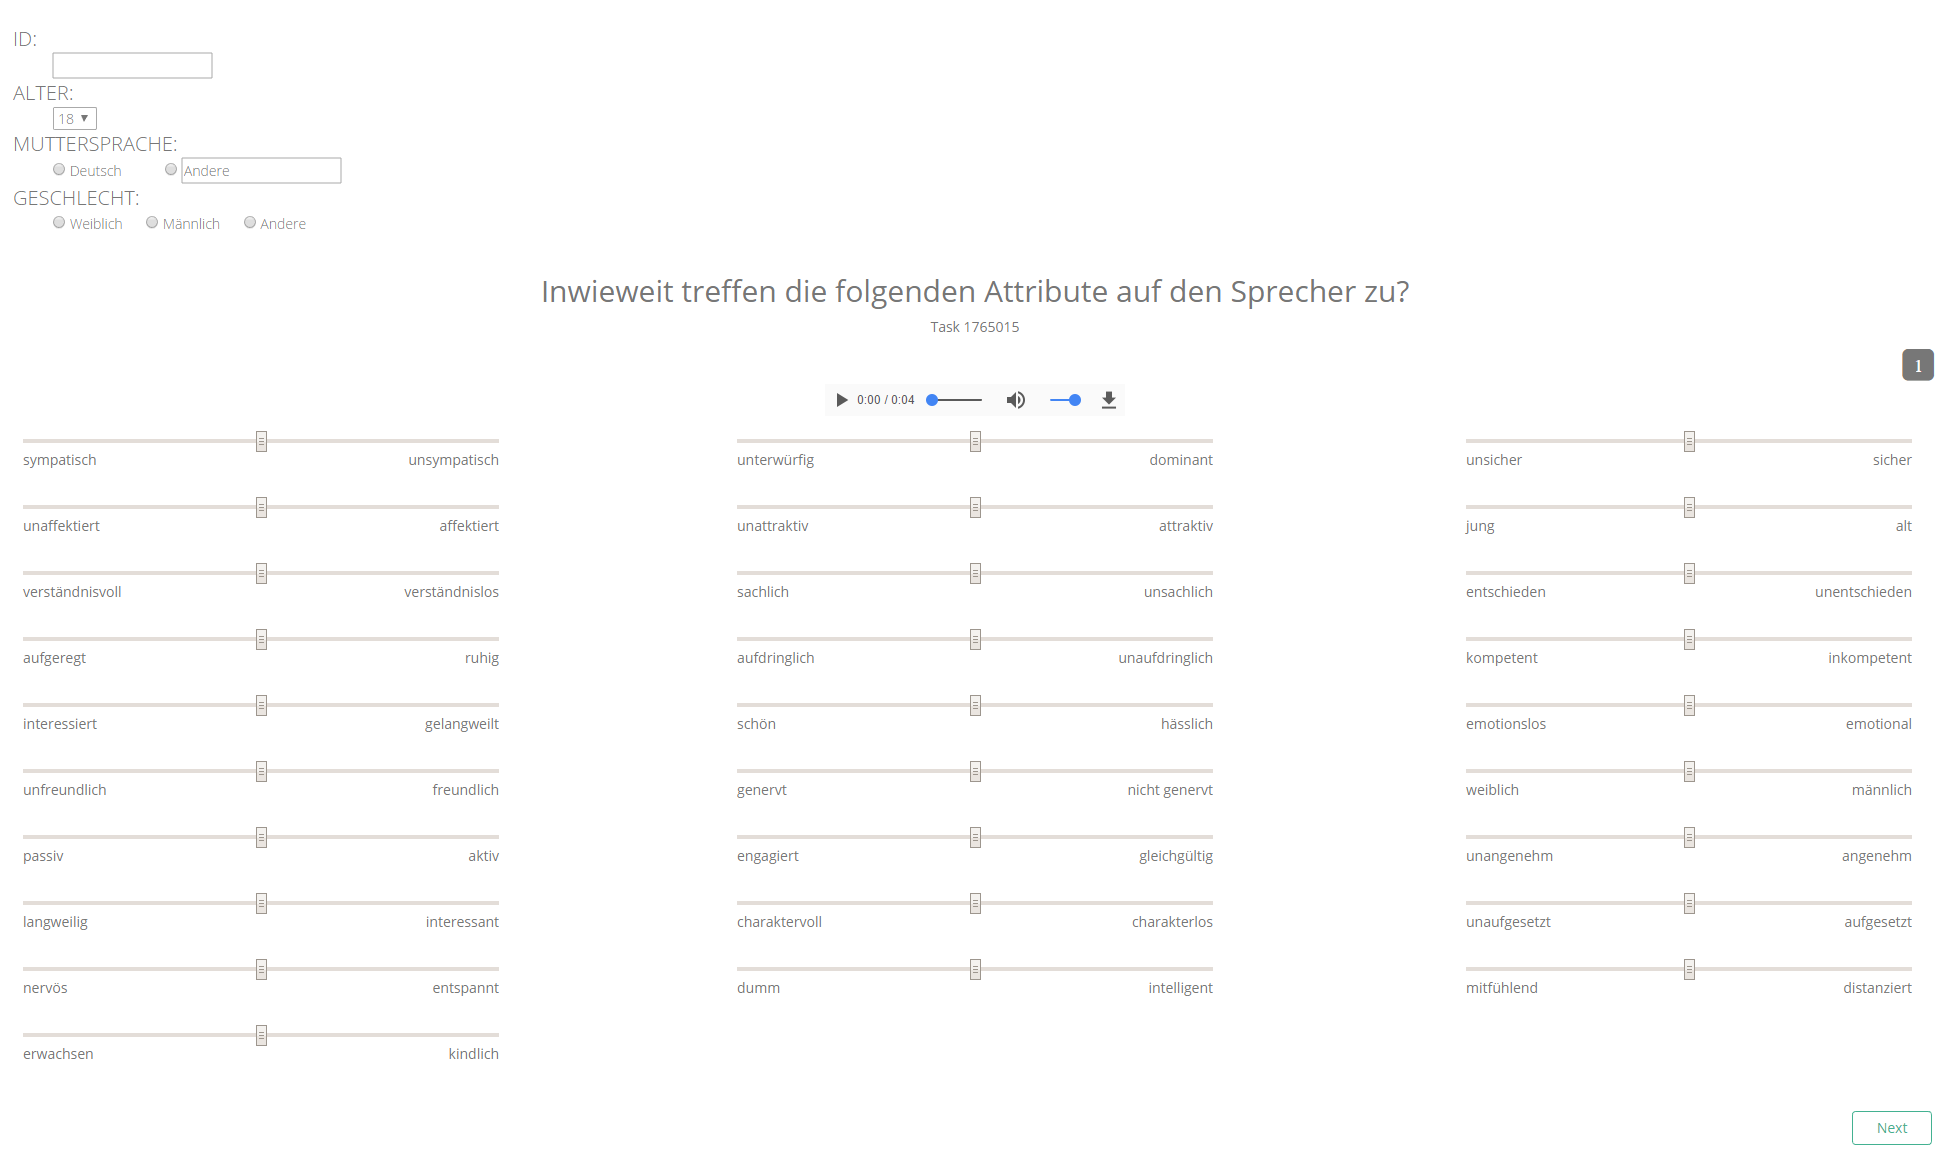 ID:
ALTER:
18
MUTTERSPRACHE:
Deutsch Andere
GESCHLECHT:
Weiblich Männlich Andere
Inwieweit treffen die folgenden Attribute auf den Sprecher zu?
Task 1765015
1
0:00 / 0:04
sympatisch unsympatisch unterwürfig dominant unsicher sicher
unaffektiert affektiert unattraktiv attraktiv jung alt
verständnisvoll verständnislos sachlich unsachlich entschieden unentschieden
aufgeregt ruhig aufdringlich unaufdringlich kompetent inkompetent
interessiert gelangweilt schön hässlich emotionslos emotional
unfreundlich freundlich genervt nicht genervt weiblich männlich
passiv aktiv engagiert gleichgültig unangenehm angenehm
langweilig interessant charaktervoll charakterlos unaufgesetzt aufgesetzt
nervös entspannt dumm intelligent mitfühlend distanziert
erwachsen kindlich
Next